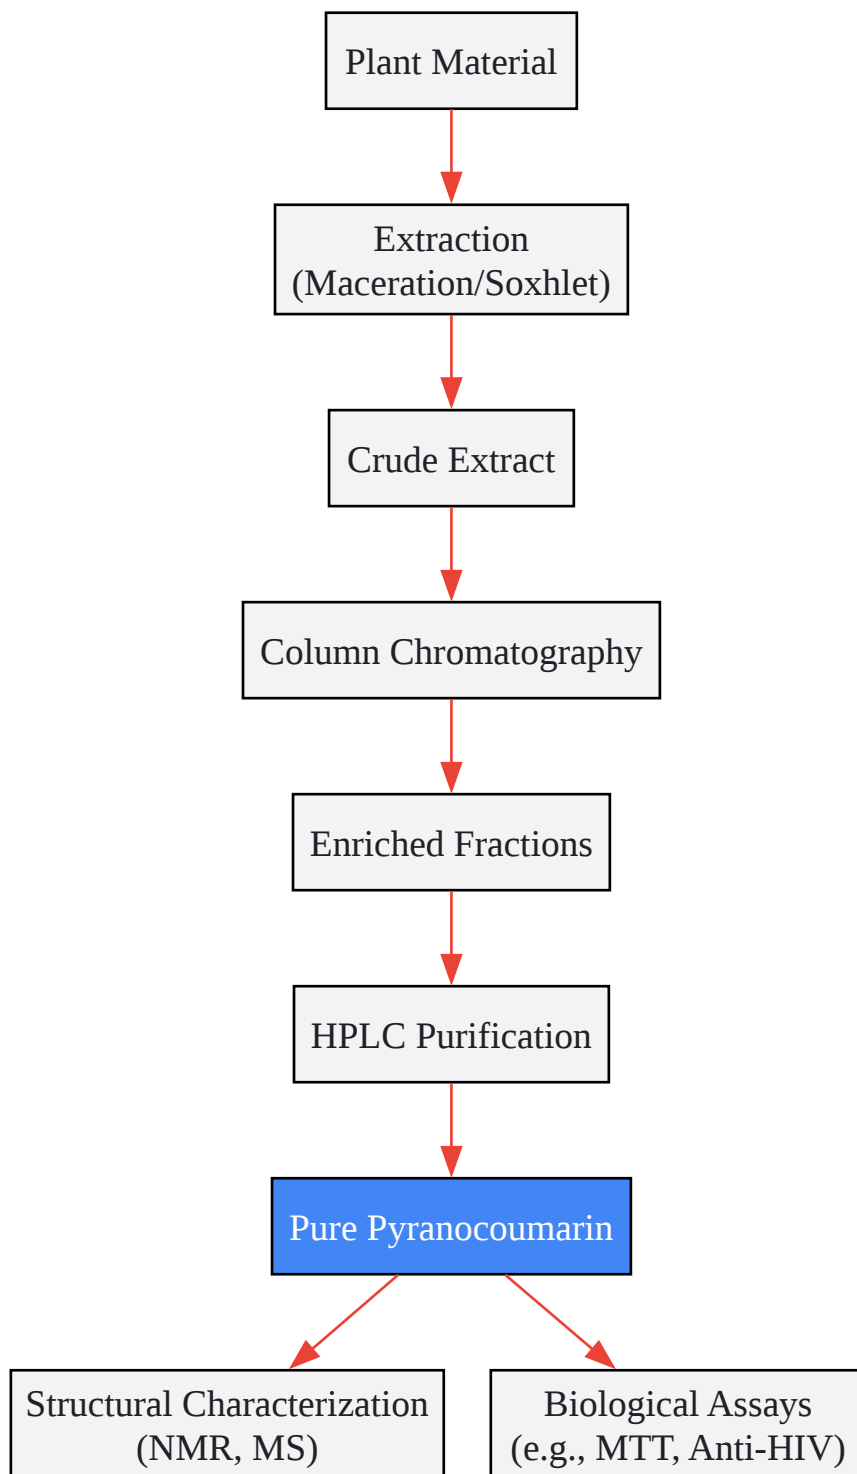 Plant Material
Extraction
(Maceration/Soxhlet)
Crude Extract
Column Chromatography
Enriched Fractions
HPLC Purification
Pure Pyranocoumarin
Structural Characterization
(NMR, MS)
Biological Assays
(e.g., MTT, Anti-HIV)